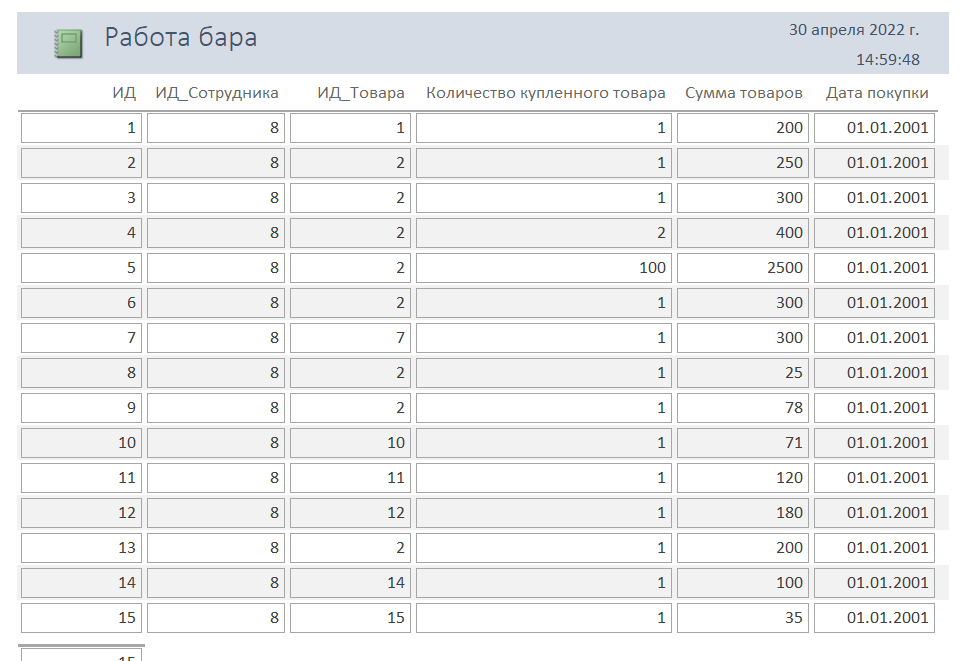 Работа бара
30 апреля 2022 г.
14:59:48
ИД ИД_Сотрудника ИД_Товара Количество купленного товара Сумма товаров Дата покупки
1 8 1 1 200 01.01.2001
2 8 2 1 250 01.01.2001
3 8 2 1 300 01.01.2001
4 8 2 2 400 01.01.2001
5 8 2 100 2500 01.01.2001
6 8 2 1 300 01.01.2001
7 8 7 1 300 01.01.2001
8 8 2 1 25 01.01.2001
9 8 2 1 78 01.01.2001
10 8 10 1 71 01.01.2001
11 8 11 1 120 01.01.2001
12 8 12 1 180 01.01.2001
13 8 2 1 200 01.01.2001
14 8 14 1 100 01.01.2001
15 8 15 1 35 01.01.2001
15